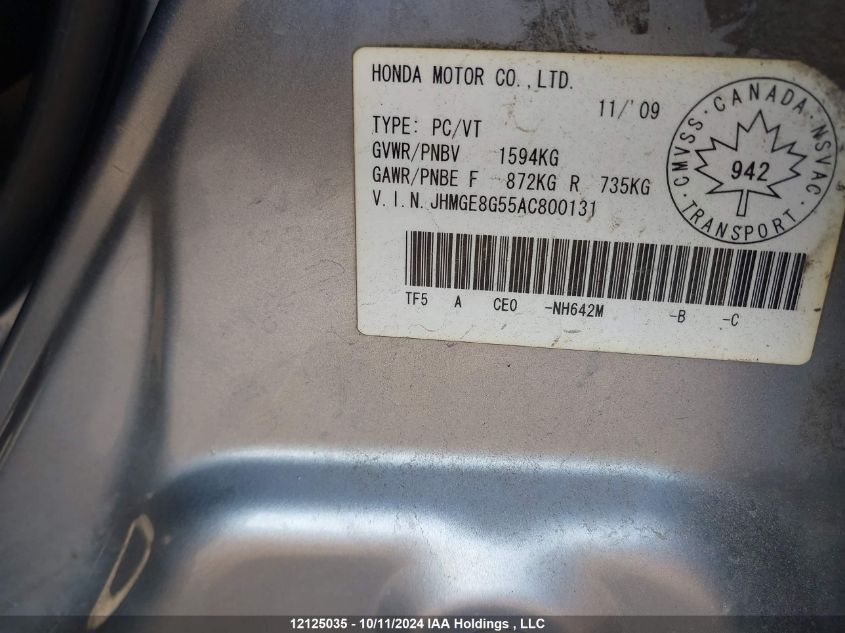 HONDA MOTOR CO.,LTD.
11/'09
TYPE: PC/VT
GVWR/PNBV 1594KG
GAWR/PNBE F 872KG R 735KG
V.I.N. JHMGE8G55AC800131
CANADA · NSVAC · TRANSPORT · CMVSS ·
942
TF5 A CE0 -NH642M -B -C
12125035 - 10/11/2024 IAA Holdings , LLC